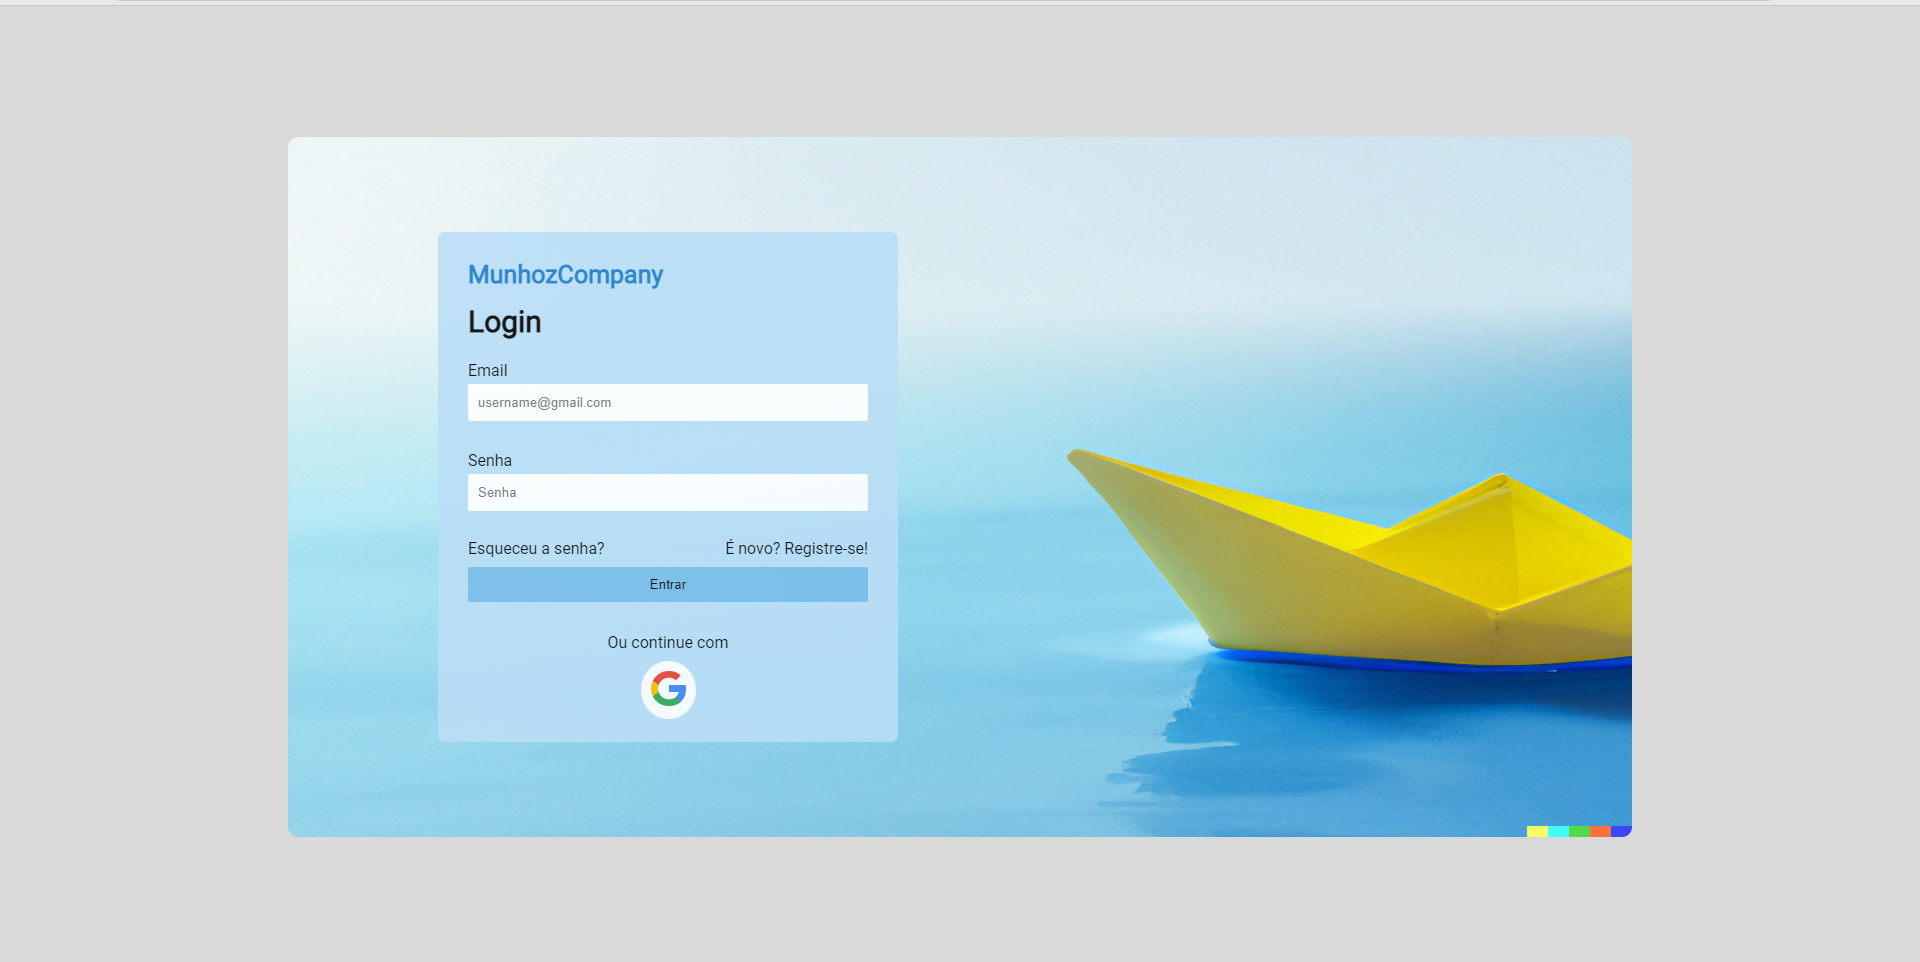 MunhozCompany
Login
Email
username@gmail.com
Senha
Senha
Esqueceu a senha? É novo? Registre-se!
Entrar
Ou continue com
G